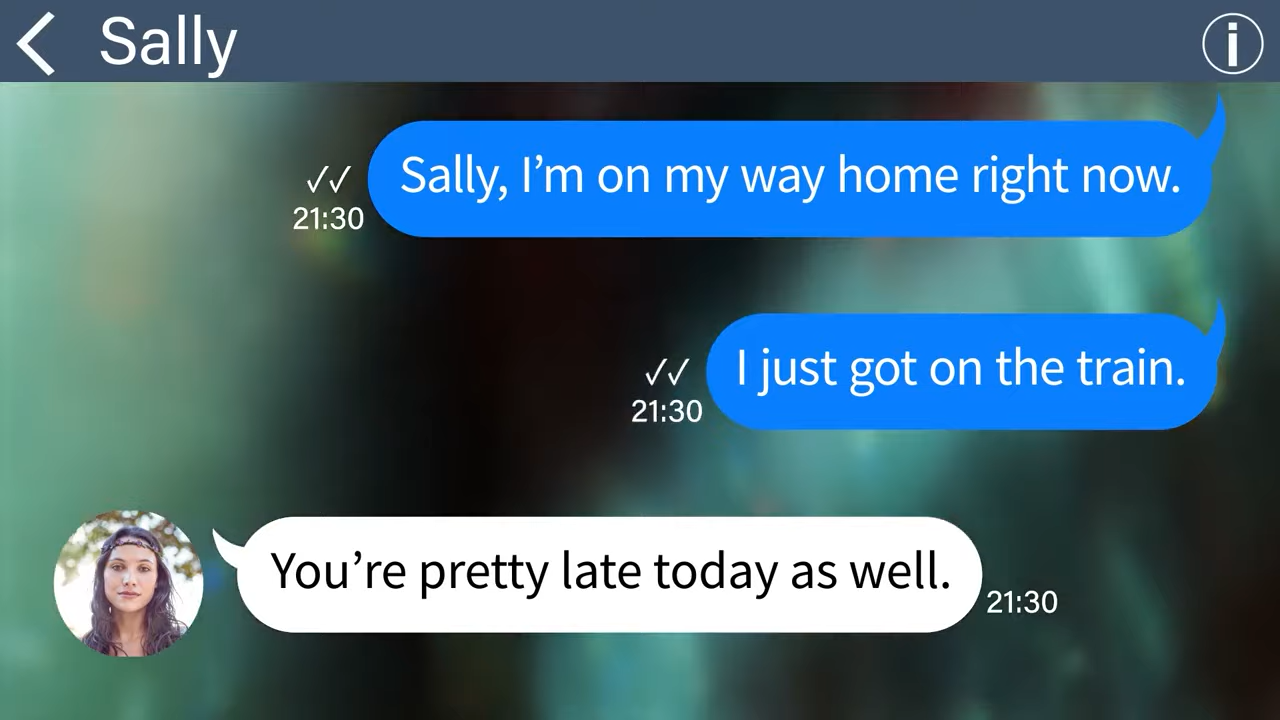 Sally
Sally, I’m on my way home right now.
✓✓
21:30
I just got on the train.
✓✓
21:30
You’re pretty late today as well.
21:30